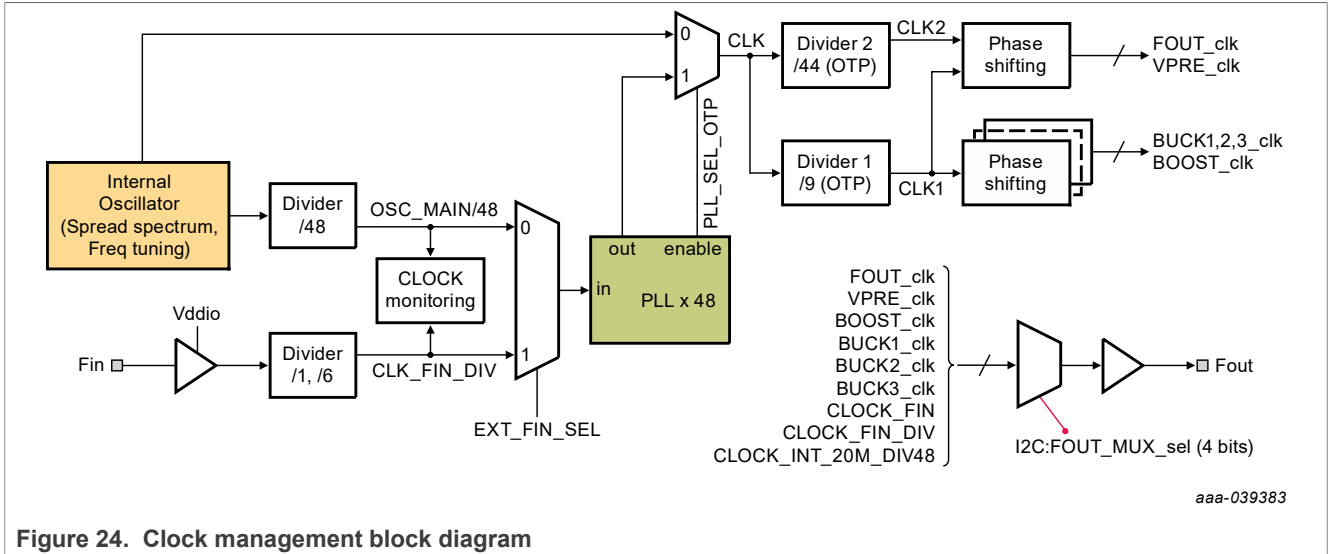 0
1
CLK
Divider 2
/44 (OTP)
CLK2
Phase
shifting
FOUT_clk
VPRE_clk
PLL_SEL_OTP
Divider 1
/9 (OTP)
CLK1
Phase
shifting
BUCK1,2,3_clk
BOOST_clk
Internal
Oscillator
(Spread spectrum,
Freq tuning)
Divider
/48
OSC_MAIN/48
0
CLOCK
monitoring
out enable
in
PLL x 48
Vddio
Fin
Divider
/1, /6
CLK_FIN_DIV
1
EXT_FIN_SEL
FOUT_clk
VPRE_clk
BOOST_clk
BUCK1_clk
BUCK2_clk
BUCK3_clk
CLOCK_FIN
CLOCK_FIN_DIV
CLOCK_INT_20M_DIV48
Fout
I2C:FOUT_MUX_sel (4 bits)
aaa-039383
Figure 24. Clock management block diagram